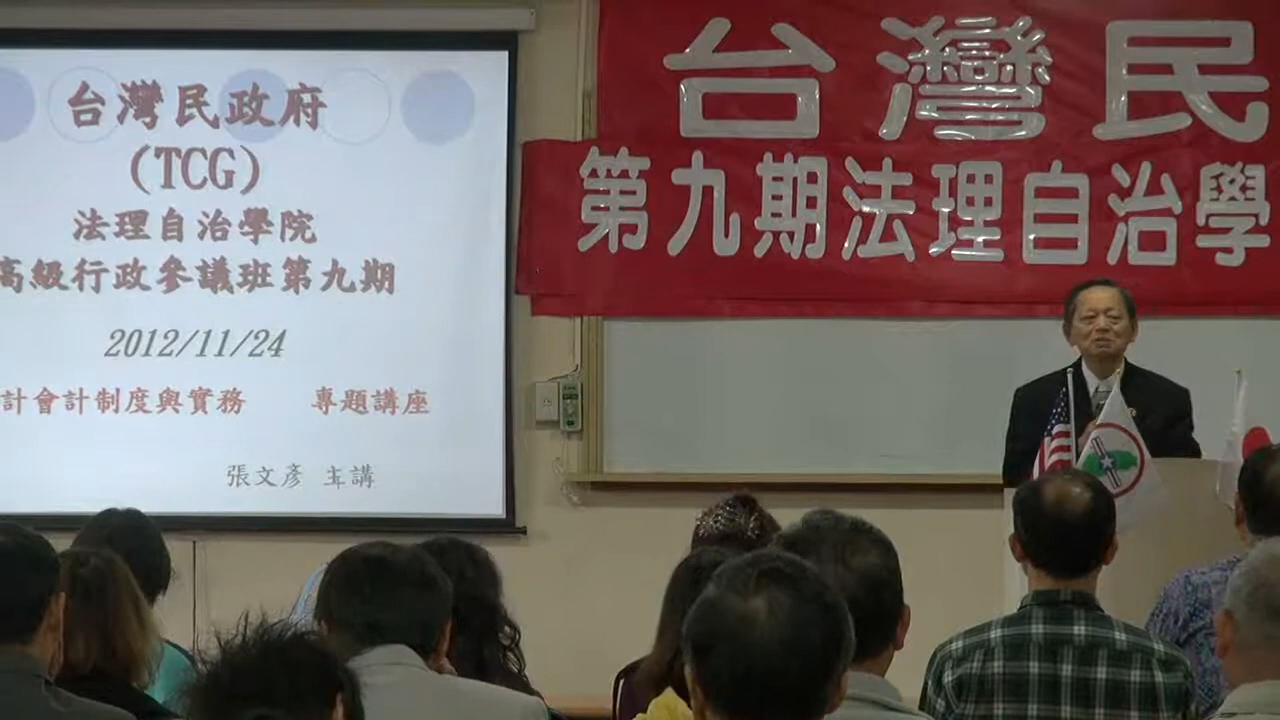 台灣民政府
(TCG)
法理自治學院
高級行政參議班第九期
2012/11/24
計會計制度與實務 專題講座
張文彥 主講
台灣民
第九期法理自治學